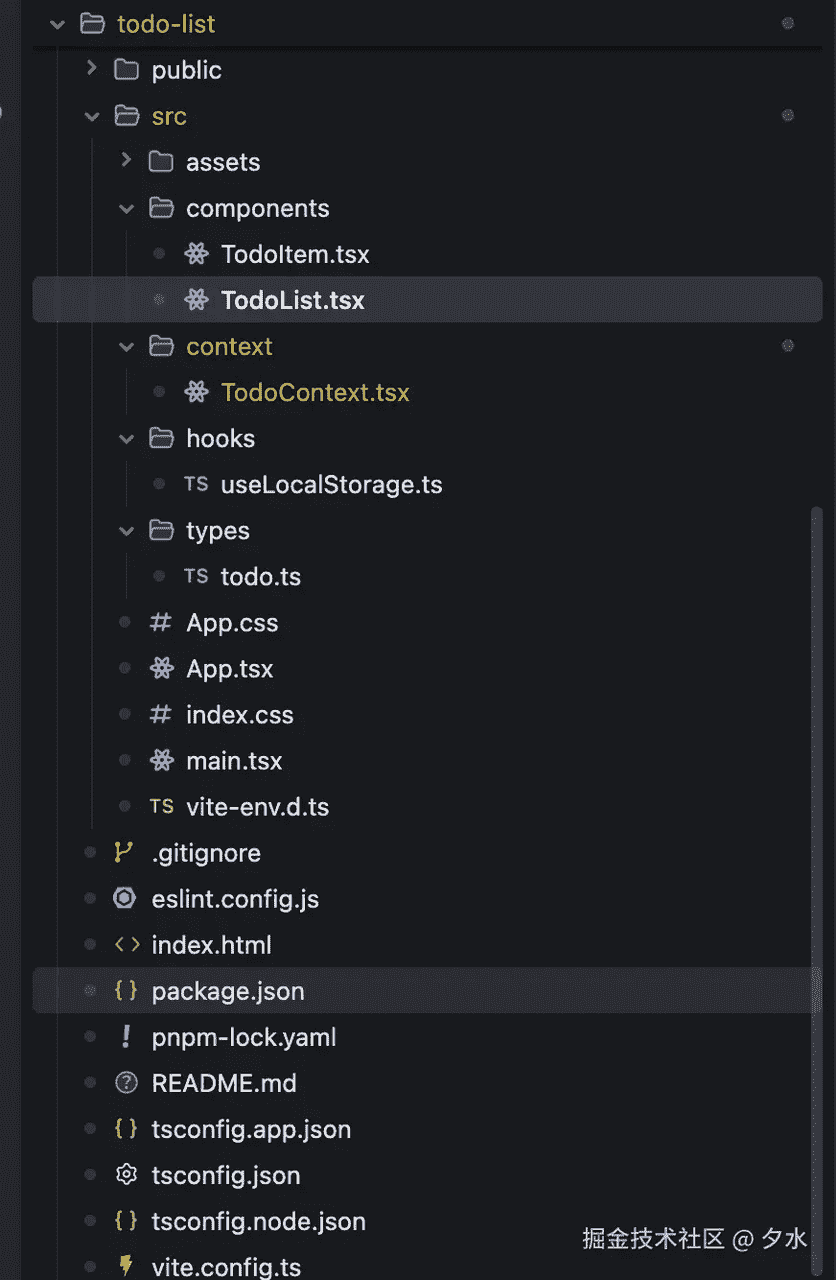 todo-list
public
src
assets
components
TodoItem.tsx
TodoList.tsx
context
TodoContext.tsx
hooks
TS useLocalStorage.ts
types
TS todo.ts
# App.css
App.tsx
# index.css
main.tsx
TS vite-env.d.ts
.gitignore
eslint.config.js
<> index.html
{} package.json
! pnpm-lock.yaml
README.md
{} tsconfig.app.json
tsconfig.json
{} tsconfig.node.json
掘金技术社区 @ 夕水
vite.config.ts